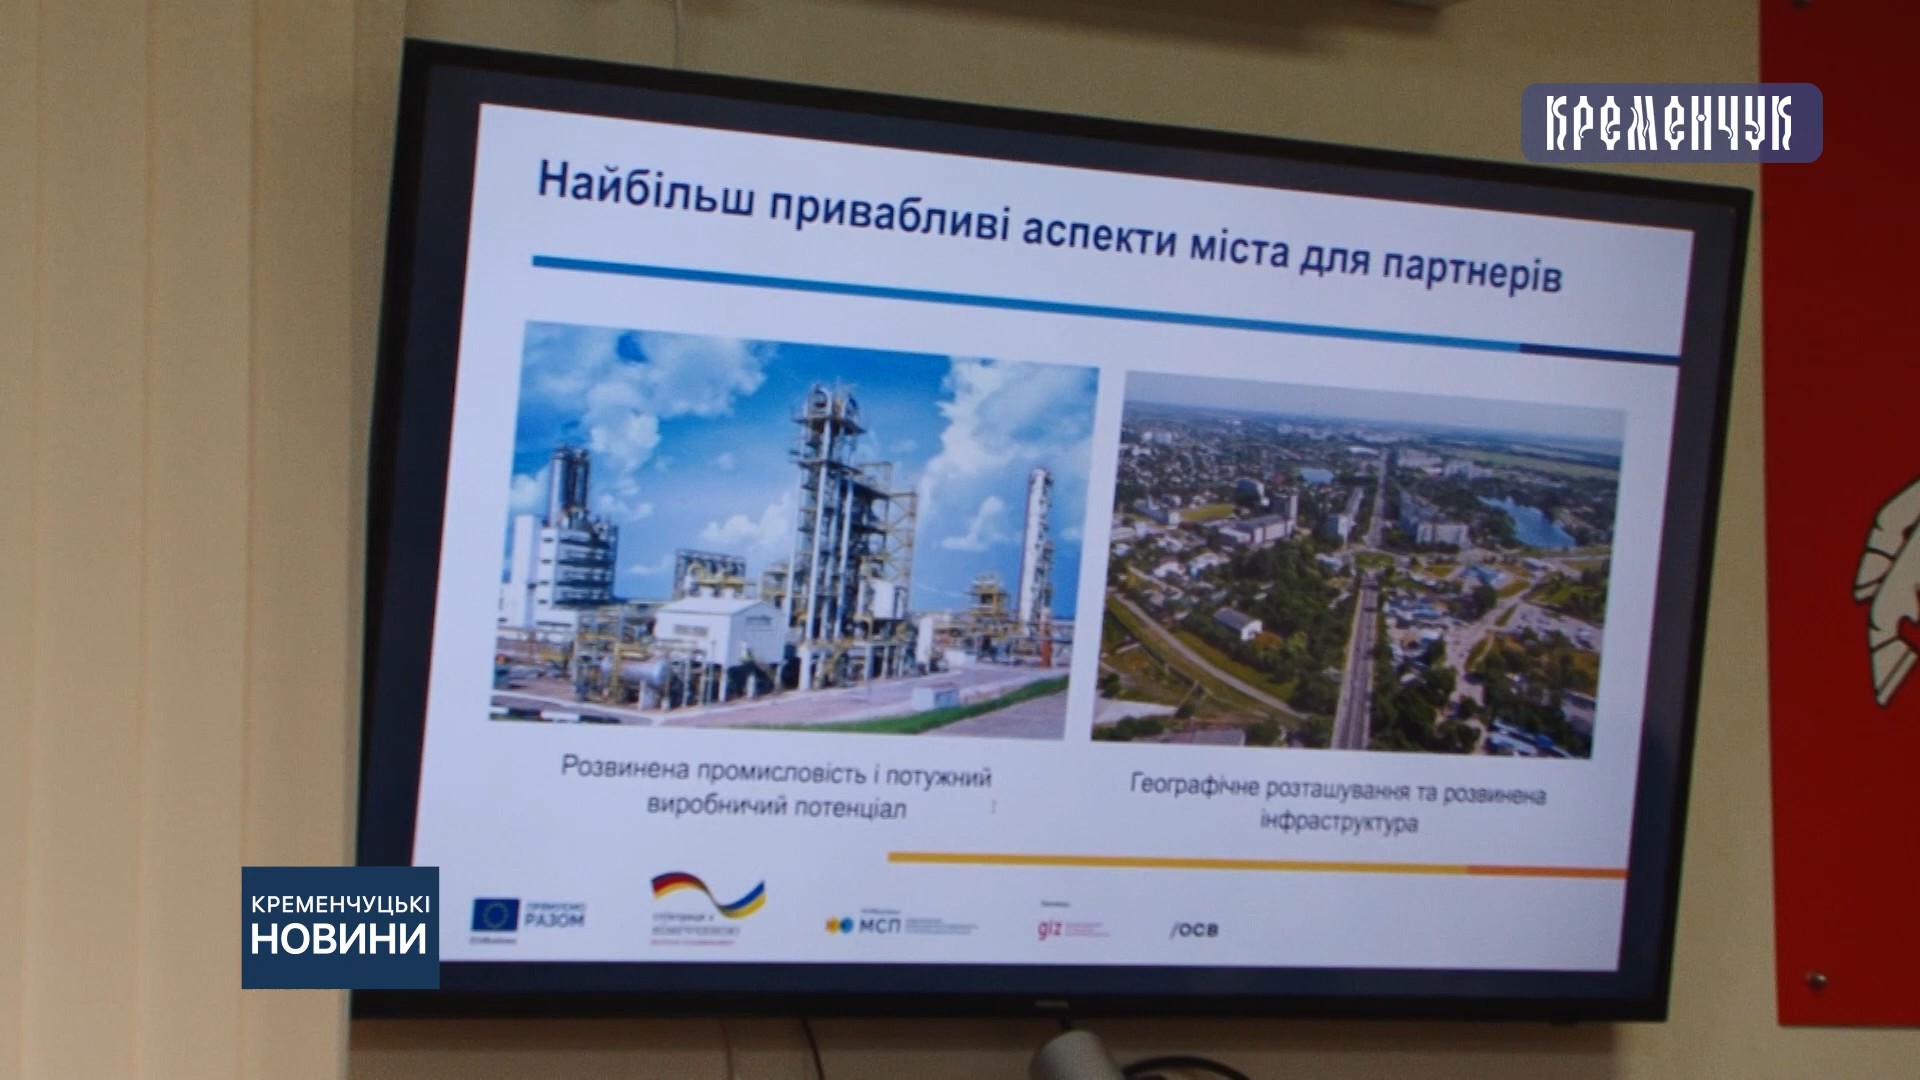 КРЕМЕНЧУК
Найбільш привабливі аспекти міста для партнерів
Розвинена промисловість і потужний
виробничий потенціал
Географічне розташування та розвинена
інфраструктура
КРЕМЕНЧУЦЬКІ
НОВИНИ
ПРЯМУЄМО
РАЗОМ
МСП
giz
/ОСВ